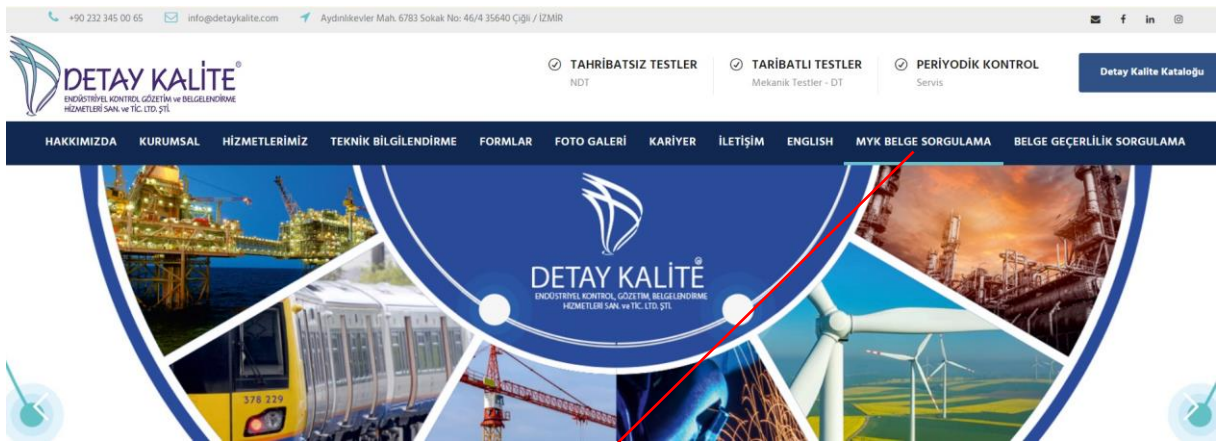 +90 232 345 00 65 info@detaykalite.com Aydınlıkevler Mah. 6783 Sokak No: 46/4 35640 Çiğli / İZMİR
DETAY KALİTE®
ENDÜSTRİYEL KONTROL GÖZETİM ve BELGELENDİRME
HİZMETLERİ SAN. ve TİC. LTD. ŞTİ.
TAHRİBATSIZ TESTLER
NDT
TARİBATLI TESTLER
Mekanik Testler - DT
PERİYODİK KONTROL
Servis
Detay Kalite Kataloğu
HAKKIMIZDA KURUMSAL HİZMETLERİMİZ TEKNİK BİLGİLENDİRME FORMLAR FOTO GALERİ KARİYER İLETİŞİM ENGLISH MYK BELGE SORGULAMA BELGE GEÇERLİLİK SORGULAMA
DETAY KALİTE®
ENDÜSTRİYEL KONTROL, GÖZETİM, BELGELENDİRME
HİZMETLERİ SAN. ve TİC. LTD. ŞTİ.
378 229